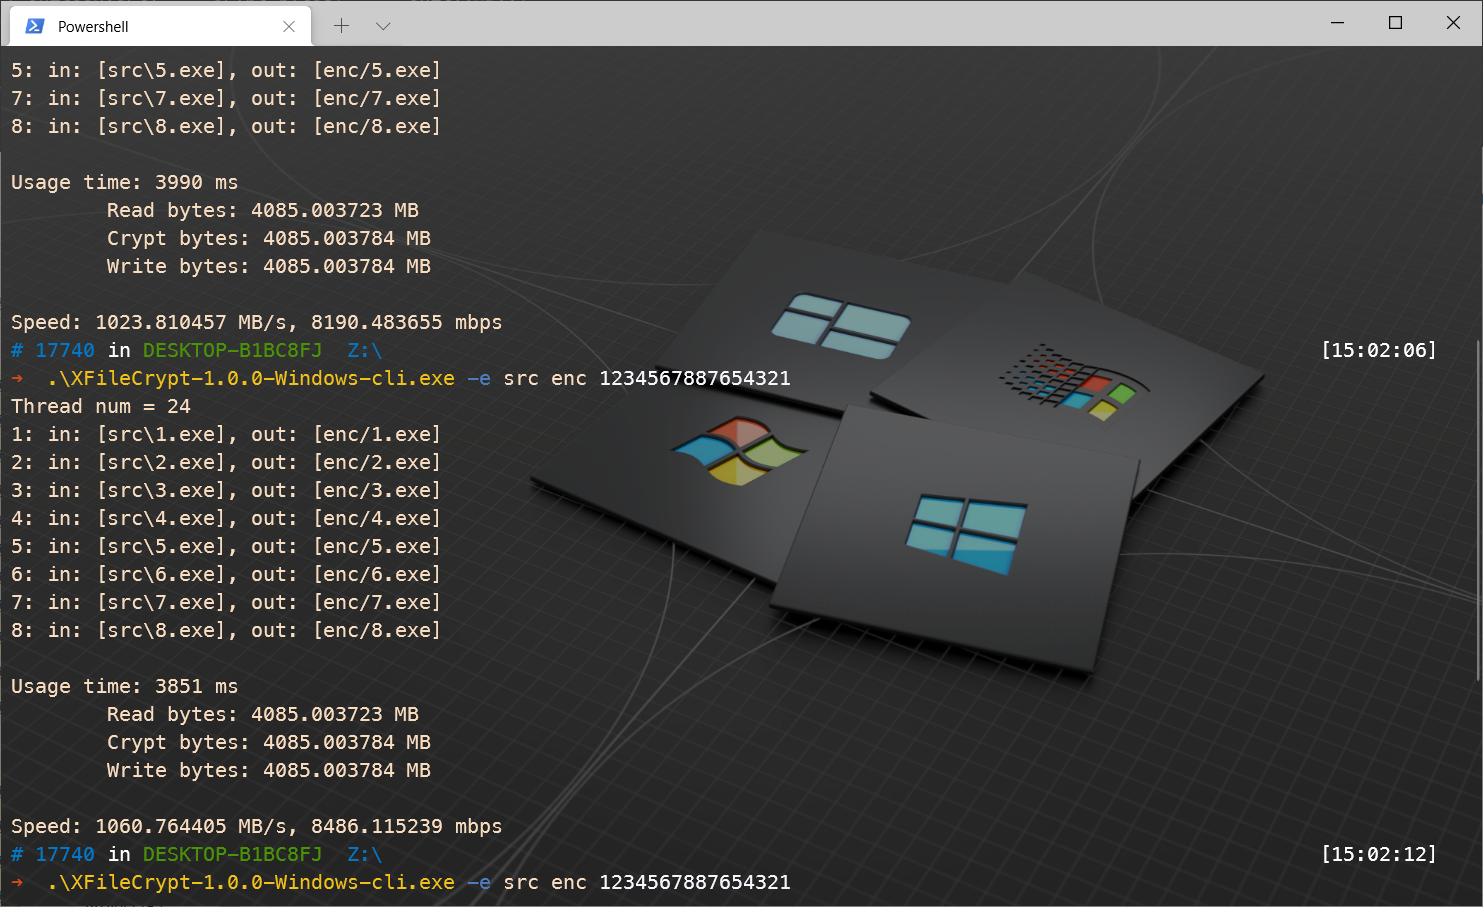 Powershell
5: in: [src\5.exe], out: [enc/5.exe]
7: in: [src\7.exe], out: [enc/7.exe]
8: in: [src\8.exe], out: [enc/8.exe]
Usage time: 3990 ms
Read bytes: 4085.003723 MB
Crypt bytes: 4085.003784 MB
Write bytes: 4085.003784 MB
Speed: 1023.810457 MB/s, 8190.483655 mbps
# 17740 in DESKTOP-B1BC8FJ Z:\ [15:02:06]
→ .\XFileCrypt-1.0.0-Windows-cli.exe -e src enc 1234567887654321
Thread num = 24
1: in: [src\1.exe], out: [enc/1.exe]
2: in: [src\2.exe], out: [enc/2.exe]
3: in: [src\3.exe], out: [enc/3.exe]
4: in: [src\4.exe], out: [enc/4.exe]
5: in: [src\5.exe], out: [enc/5.exe]
6: in: [src\6.exe], out: [enc/6.exe]
7: in: [src\7.exe], out: [enc/7.exe]
8: in: [src\8.exe], out: [enc/8.exe]
Usage time: 3851 ms
Read bytes: 4085.003723 MB
Crypt bytes: 4085.003784 MB
Write bytes: 4085.003784 MB
Speed: 1060.764405 MB/s, 8486.115239 mbps
# 17740 in DESKTOP-B1BC8FJ Z:\ [15:02:12]
→ .\XFileCrypt-1.0.0-Windows-cli.exe -e src enc 1234567887654321